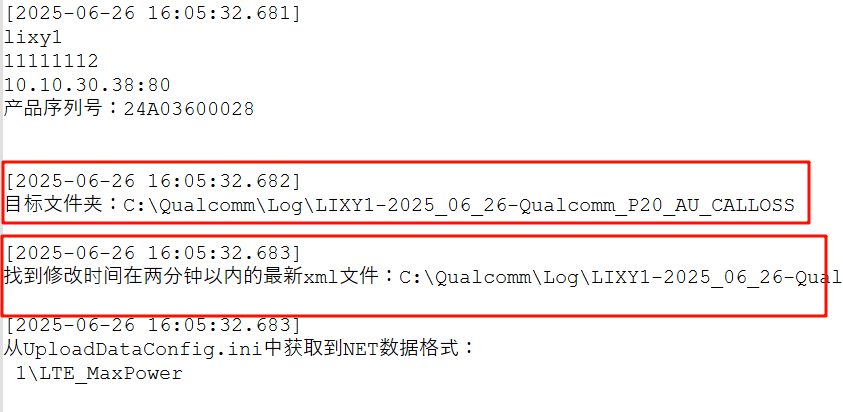 [2025-06-26 16:05:32.681]
lixy1
11111112
10.10.30.38:80
产品序列号：24A03600028
[2025-06-26 16:05:32.682]
目标文件夹：C:\Qualcomm\Log\LIXY1-2025_06_26-Qualcomm_P20_AU_CALLOSS
[2025-06-26 16:05:32.683]
找到修改时间在两分钟以内的最新xml文件：C:\Qualcomm\Log\LIXY1-2025_06_26-Qual
[2025-06-26 16:05:32.683]
从UploadDataConfig.ini中获取到NET数据格式：
1\LTE_MaxPower